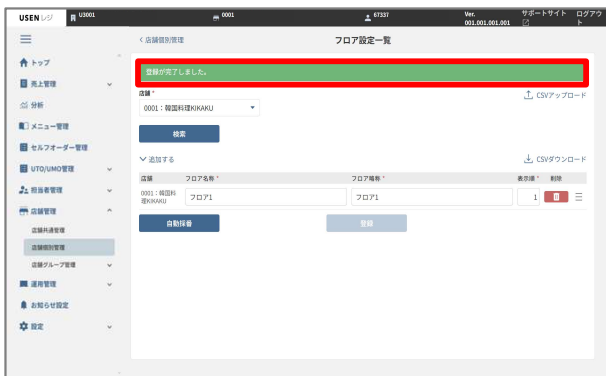 USEN レジ U3001 0001 67337 Ver. 001.001.001.001 サポートサイト ログアウト
< 店舗個別管理 フロア設定一覧
トップ
売上管理
分析
メニュー管理
セルフオーダー管理
UTO/UMO管理
担当者管理
店舗管理
店舗共通管理
店舗個別管理
店舗グループ管理
運用管理
お知らせ設定
設定
登録が完了しました。
店舗 *
CSVアップロード
0001：韓国料理KIKAKU
検索
追加する CSVダウンロード
店舗 フロア名称 * フロア略称 * 表示順 * 削除
0001：韓国料理KIKAKU フロア1 フロア1 1
自動採番 登録